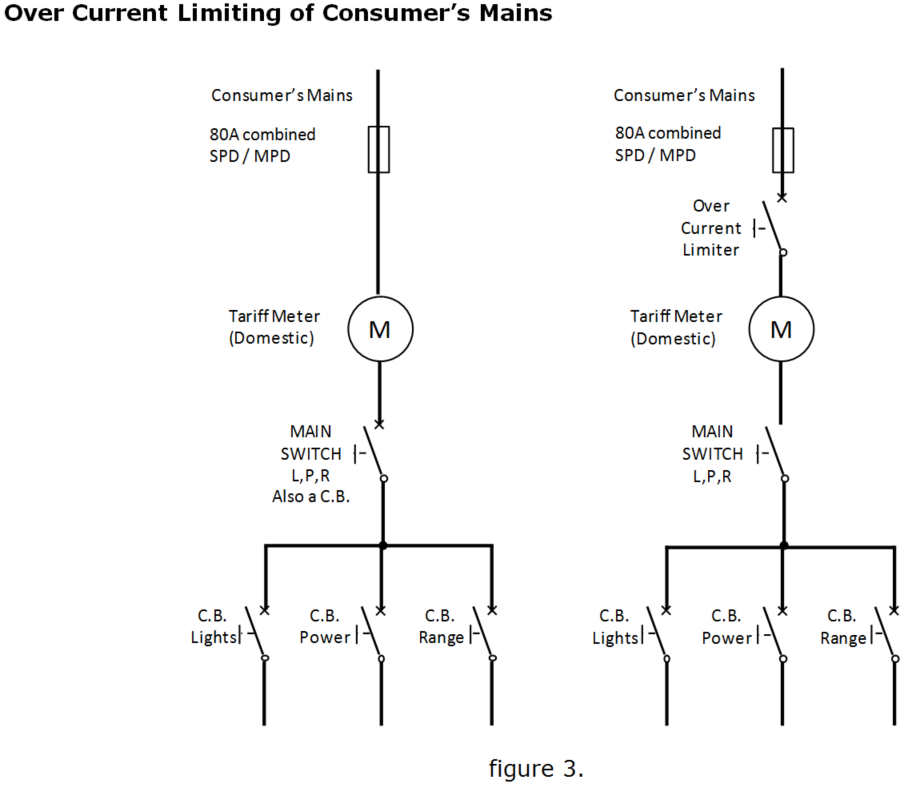 Over Current Limiting of Consumer’s Mains
Consumer’s Mains
80A combined
SPD / MPD
Tariff Meter
(Domestic)
M
MAIN
SWITCH
L,P,R
Also a C.B.
C.B.
Lights
C.B.
Power
C.B.
Range
Consumer’s Mains
80A combined
SPD / MPD
Over
Current
Limiter
Tariff Meter
(Domestic)
M
MAIN
SWITCH
L,P,R
C.B.
Lights
C.B.
Power
C.B.
Range
figure 3.